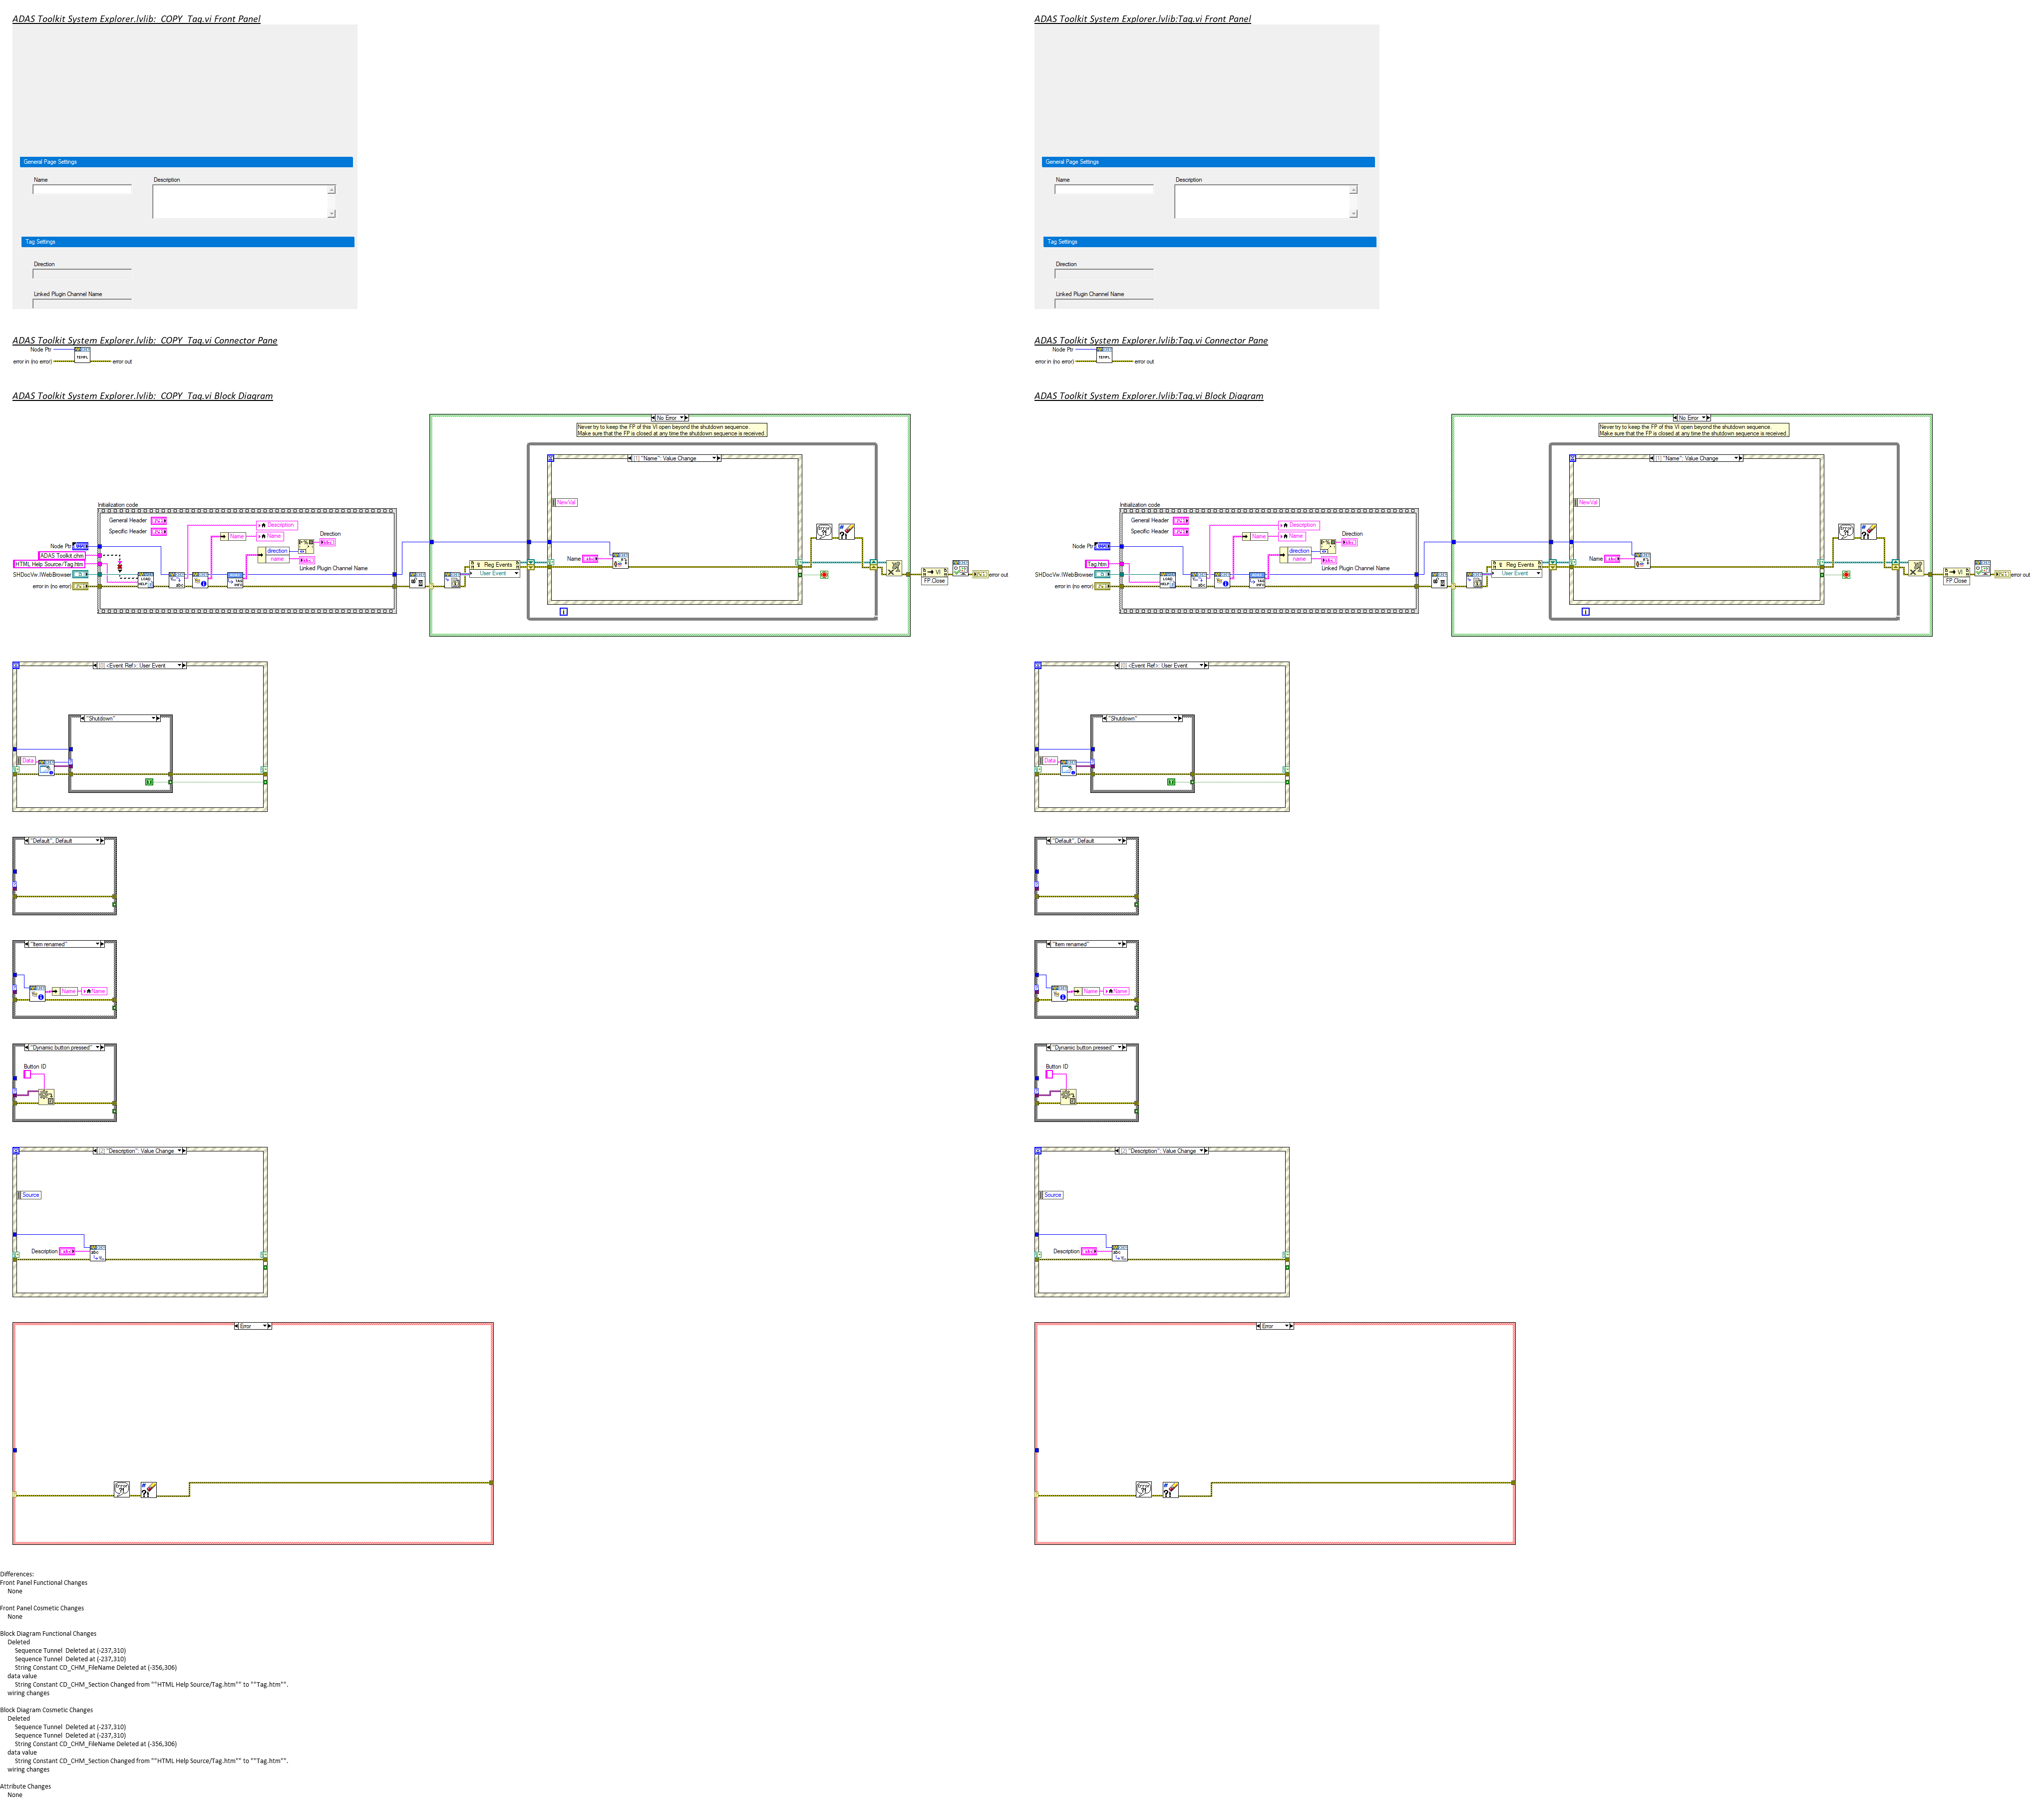 ADAS Toolkit System Explorer.lvlib:_COPY_Tag.vi Front Panel
General Page Settings
Name
Description
Tag Settings
Direction
Linked Plugin Channel Name
ADAS Toolkit System Explorer.lvlib:_COPY_Tag.vi Connector Pane
Node Ptr
error in (no error)
error out
ADAS Toolkit System Explorer.lvlib:_COPY_Tag.vi Block Diagram
No Error
Never try to keep the FP of this VI open beyond the shutdown sequence.
Make sure that the FP is closed at any time the shutdown sequence is received.
[1] "Name": Value Change
NewVal
Initialization code
General Header
Specific Header
Description
Name
Name
Direction
direction
name
Linked Plugin Channel Name
Node Ptr
ADAS Toolkit.chm
HTML Help Source/Tag.htm
SHDocVw.IWebBrowser
error in (no error)
Reg Events
User Event
Name
VI
FP.Close
error out
[0] <Event Ref>: User Event
"Shutdown"
Data
"Default", Default
"Item renamed"
Name
Name
"Dynamic button pressed"
Button ID
[2] "Description": Value Change
Source
Description
Error
ADAS Toolkit System Explorer.lvlib:Tag.vi Front Panel
General Page Settings
Name
Description
Tag Settings
Direction
Linked Plugin Channel Name
ADAS Toolkit System Explorer.lvlib:Tag.vi Connector Pane
Node Ptr
error in (no error)
error out
ADAS Toolkit System Explorer.lvlib:Tag.vi Block Diagram
No Error
Never try to keep the FP of this VI open beyond the shutdown sequence.
Make sure that the FP is closed at any time the shutdown sequence is received.
[1] "Name": Value Change
NewVal
Initialization code
General Header
Specific Header
Description
Name
Name
Direction
direction
name
Linked Plugin Channel Name
Node Ptr
Tag.htm
SHDocVw.IWebBrowser
error in (no error)
Reg Events
User Event
Name
VI
FP.Close
error out
[0] <Event Ref>: User Event
"Shutdown"
Data
"Default", Default
"Item renamed"
Name
Name
"Dynamic button pressed"
Button ID
[2] "Description": Value Change
Source
Description
Error
Differences:
Front Panel Functional Changes
None
Front Panel Cosmetic Changes
None
Block Diagram Functional Changes
Deleted
Sequence Tunnel  Deleted at (-237,310)
Sequence Tunnel  Deleted at (-237,310)
String Constant CD_CHM_FileName Deleted at (-356,306)
data value
String Constant CD_CHM_Section Changed from ""HTML Help Source/Tag.htm"" to ""Tag.htm"".
wiring changes
Block Diagram Cosmetic Changes
Deleted
Sequence Tunnel  Deleted at (-237,310)
Sequence Tunnel  Deleted at (-237,310)
String Constant CD_CHM_FileName Deleted at (-356,306)
data value
String Constant CD_CHM_Section Changed from ""HTML Help Source/Tag.htm"" to ""Tag.htm"".
wiring changes
Attribute Changes
None